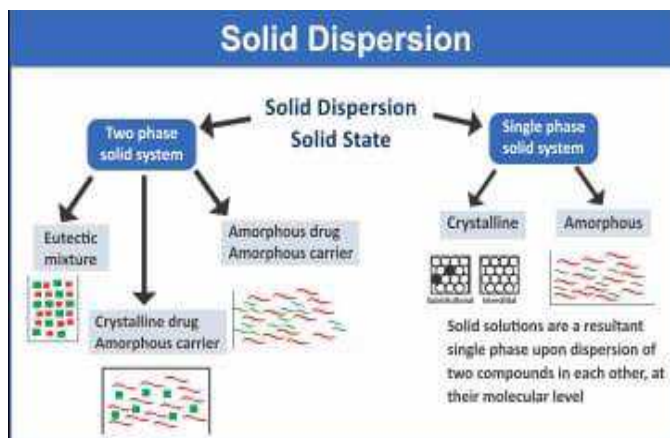 Solid Dispersion
Solid Dispersion
Solid State
Two phase
solid system
Single phase
solid system
Eutectic
mixture
Amorphous drug
Amorphous carrier
Crystalline drug
Amorphous carrier
Crystalline
Amorphous
Substitutional
Interstitial
Solid solutions are a resultant
single phase upon dispersion of
two compounds in each other, at
their molecular level